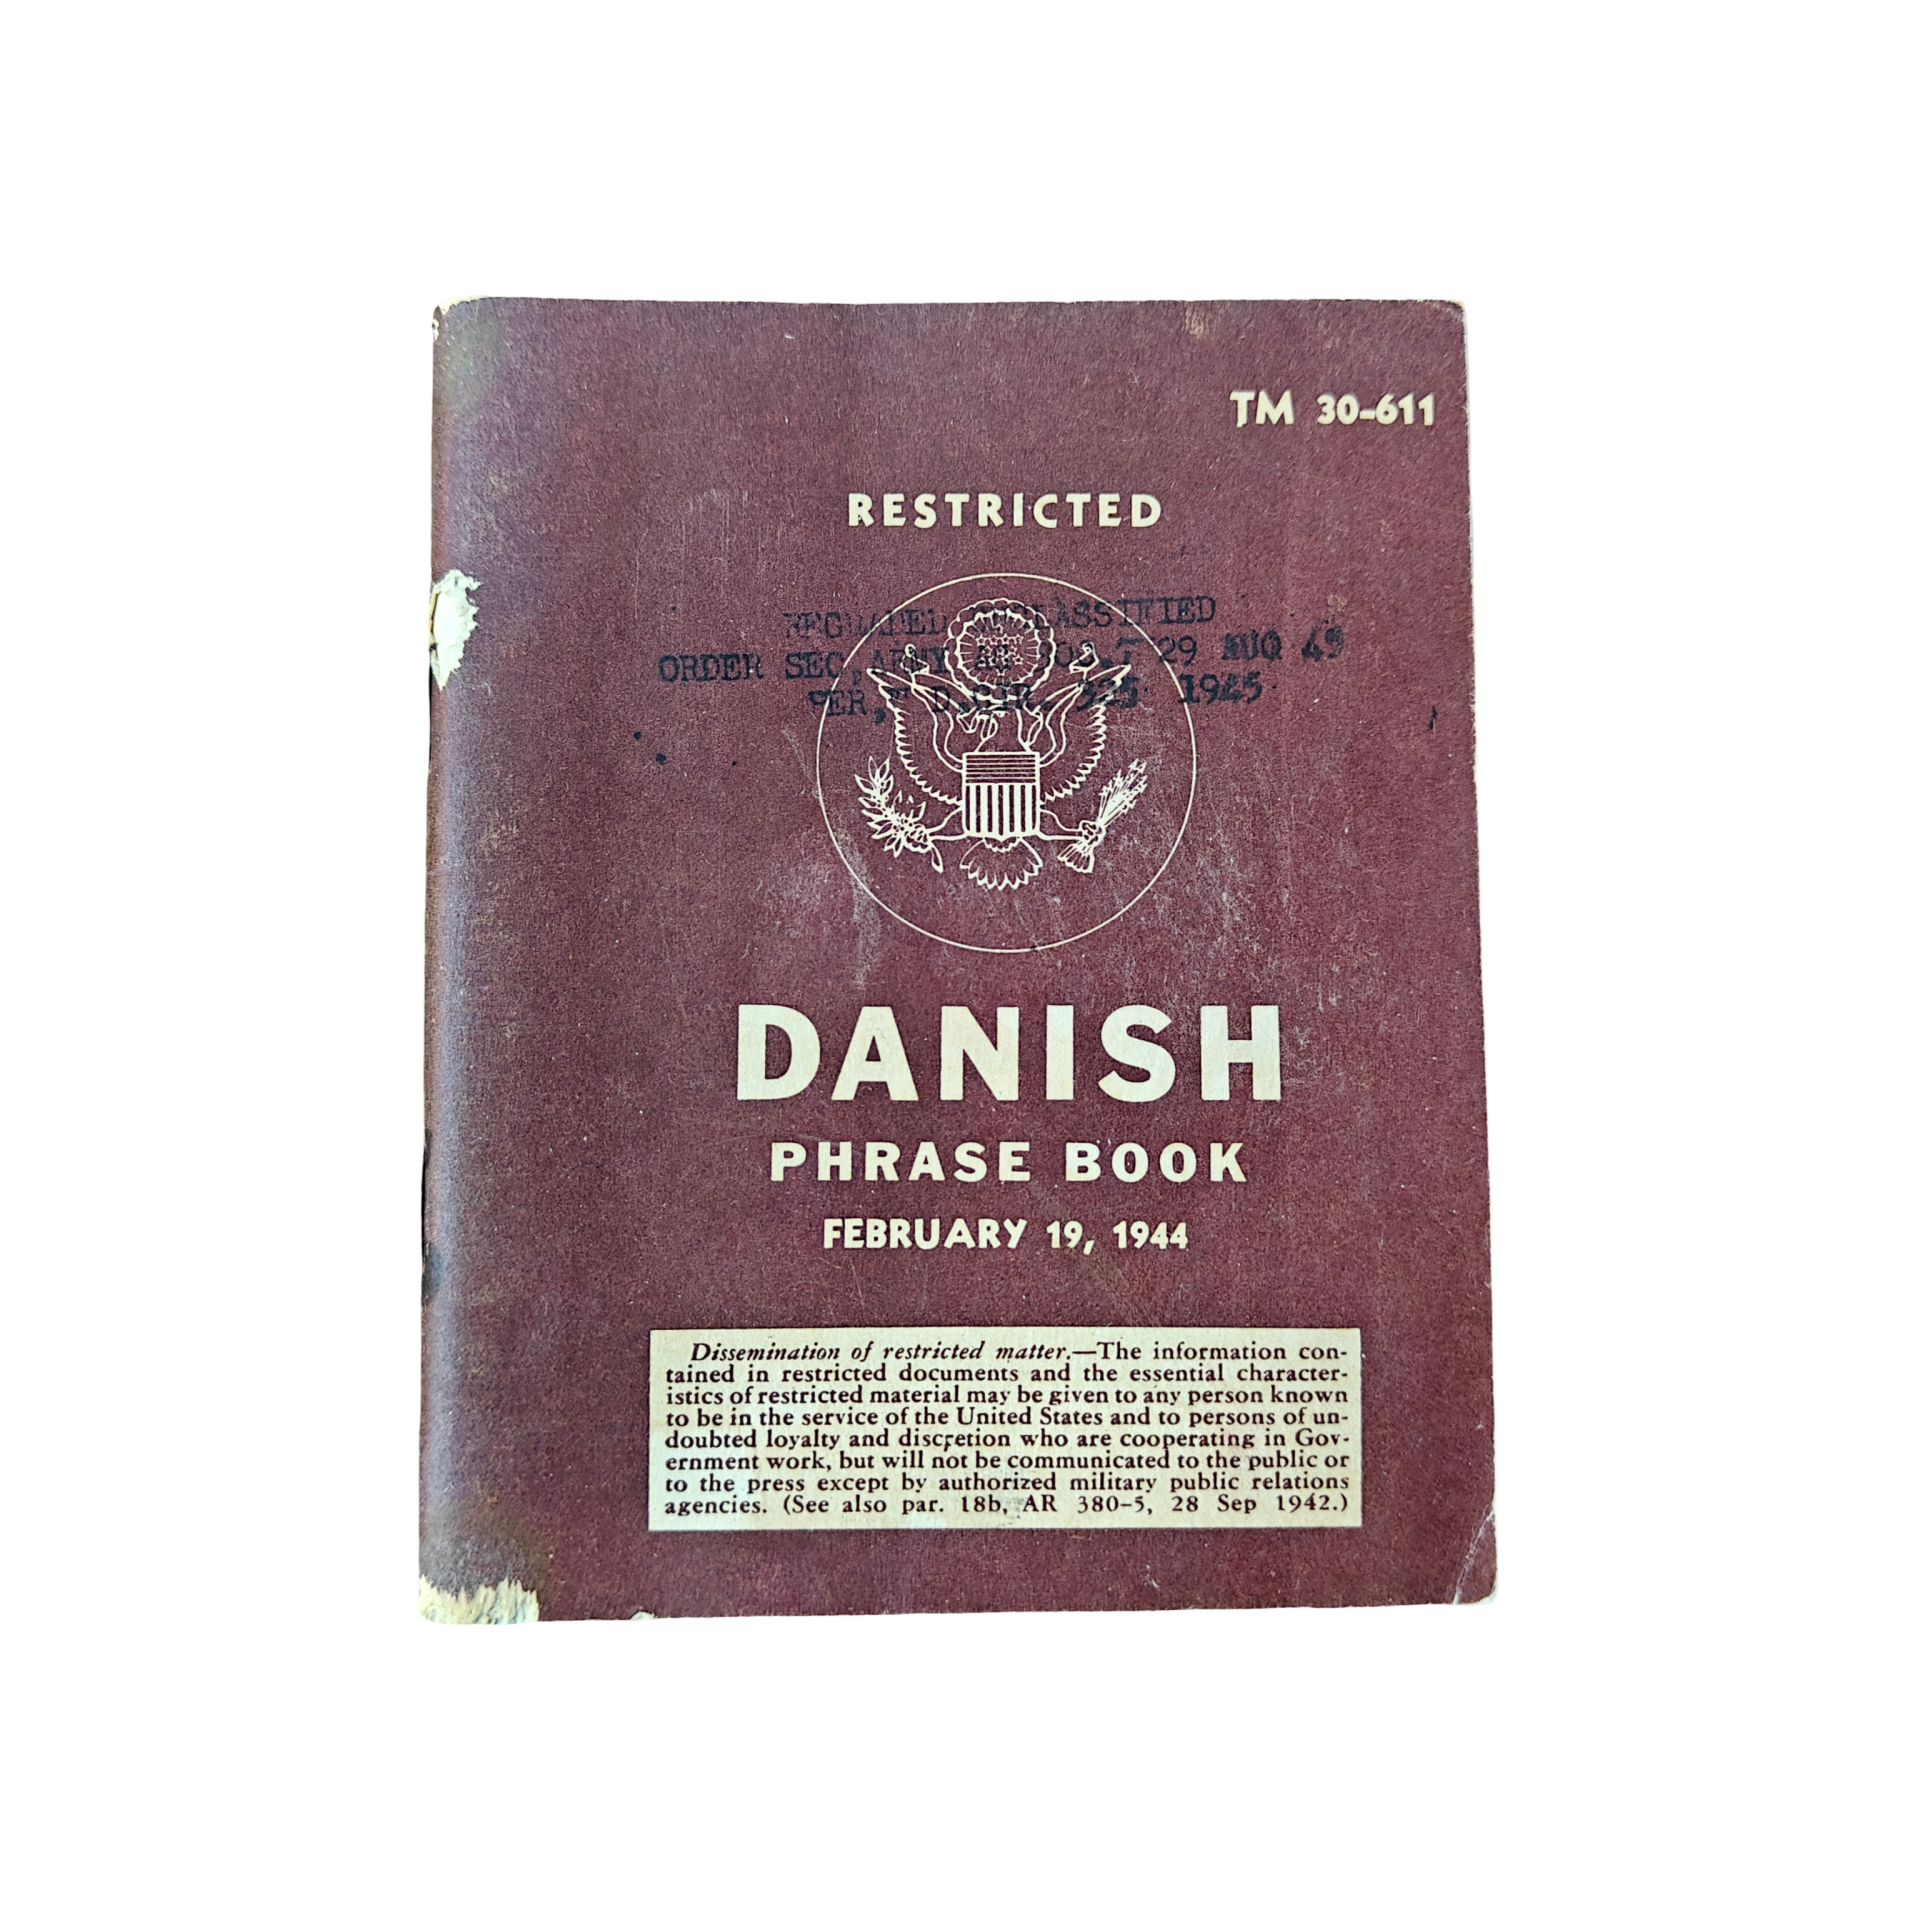 TM 30-611
RESTRICTED
UNCLASSIFIED
ORDER SEC, ARMY 29 AUG 49
PER, D.CIR. 325 1945
DANISH
PHRASE BOOK
FEBRUARY 19, 1944
Dissemination of restricted matter.—The information con-
tained in restricted documents and the essential character-
istics of restricted material may be given to any person known
to be in the service of the United States and to persons of un-
doubted loyalty and discretion who are cooperating in Gov-
ernment work, but will not be communicated to the public or
to the press except by authorized military public relations
agencies. (See also par. 18b, AR 380-5, 28 Sep 1942.)